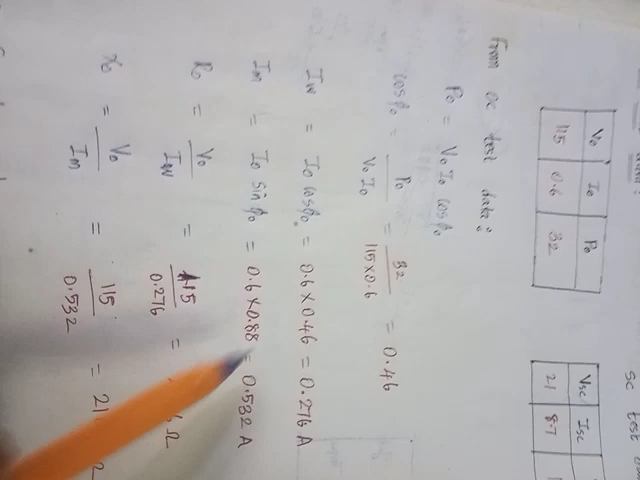 Vo Io Po
115 0.6 32
SC test
Vsc Isc
21 8.7
From OC test data:
Po = Vo Io cosφo
cosφo = Po / Vo Io = 32 / 115×0.6 = 0.46
Iw = Io cosφo = 0.6 × 0.46 = 0.276 A
Im = Io sinφo = 0.6 × 0.88 = 0.532 A
Ro = Vo / Iw = 115 / 0.276 = Ω
Xo = Vo / Im = 115 / 0.532 = 21